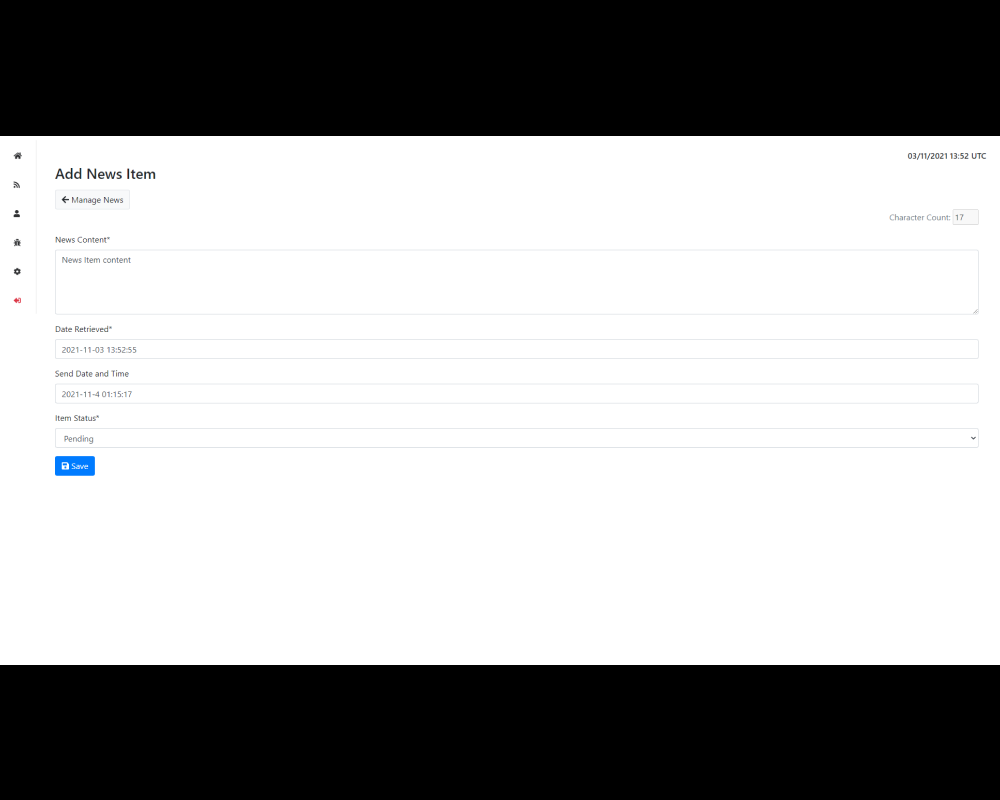 03/11/2021 13:52 UTC
Add News Item
Manage News
Character Count: 17
News Content*
News Item content
Date Retrieved*
2021-11-03 13:52:55
Send Date and Time
2021-11-4 01:15:17
Item Status*
Pending
Save